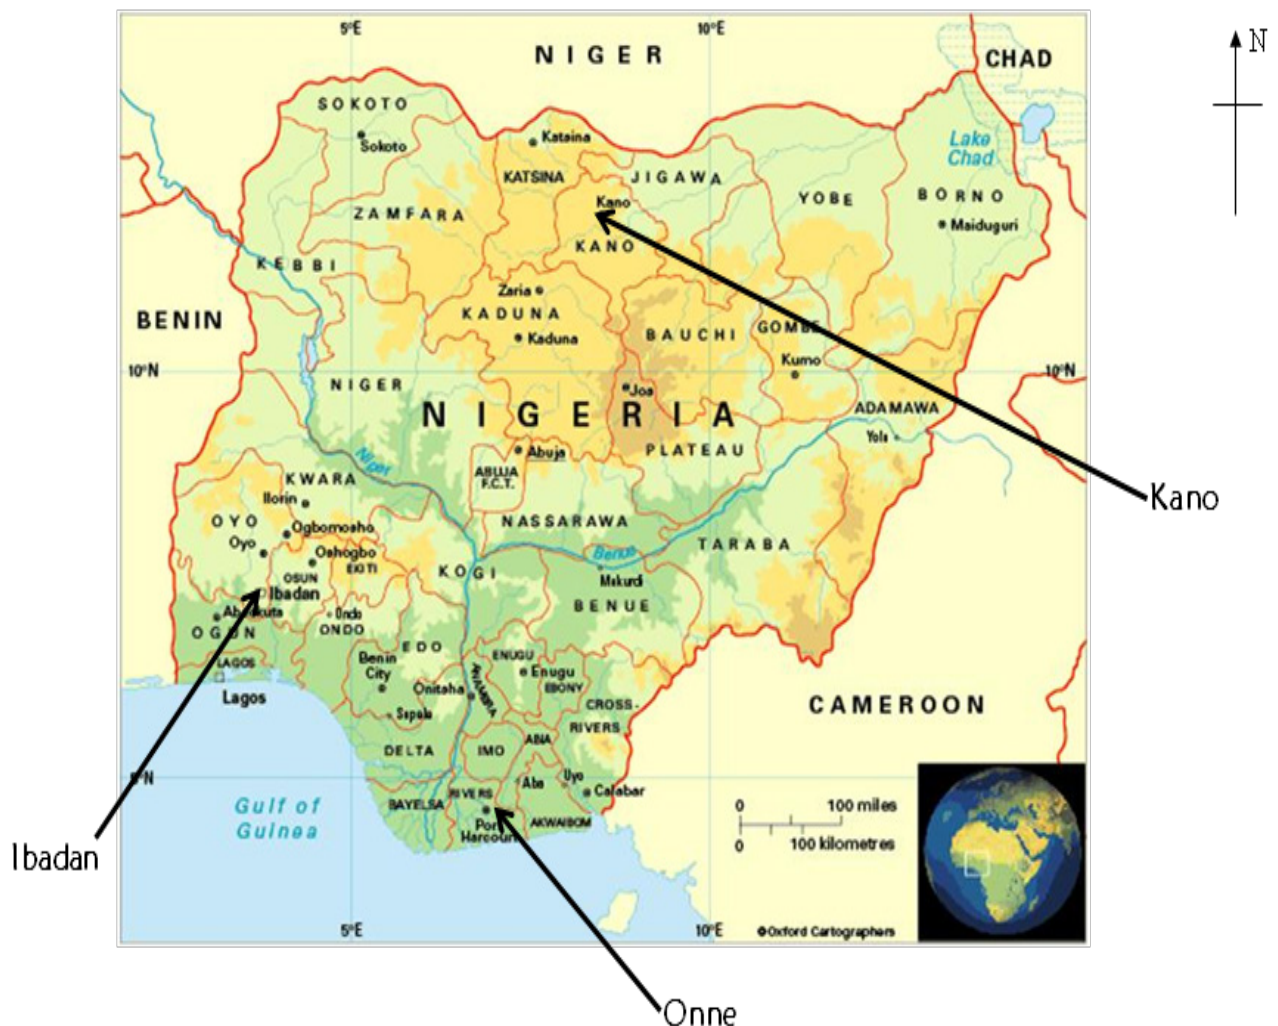 5°E
10°E
N
NIGER
CHAD
SOKOTO
Sokoto
Katsina
KATSINA
JIGAWA
Lake
Chad
BORNO
YOBE
Kano
ZAMFARA
Maiduguri
KANO
KEBBI
Zaria
KADUNA
BENIN
Kaduna
BAUCHI
GOMBE
Kumo
10°N
10°N
NIGER
Jos
NIGERIA
ADAMAWA
Yola
Abuja
PLATEAU
Niger
ABUJA
F.C.T.
KWARA
Kano
Ilorin
OYO
Ogbomosho
NASSARAWA
Oyo
Oshogbo
Benue
TARABA
EKITI
KOGI
OSUN
Makurdi
Ibadan
BENUE
Abeokuta
Ondo
OGUN
ONDO
EDO
LAGOS
Benin
City
ENUGU
Enugu
Onitsha
ANAMBRA
EBONY
Lagos
CROSS-
RIVERS
CAMEROON
Sapele
DELTA
IMO
ABIA
5°N
Aba
Uyo
Calabar
Gulf of
Guinea
BAYELSA
RIVERS
Port
Harcourt
AKWAIBOM
0 100 miles
0 100 kilometres
Ibadan
5°E
10°E
Oxford Cartographers
Onne